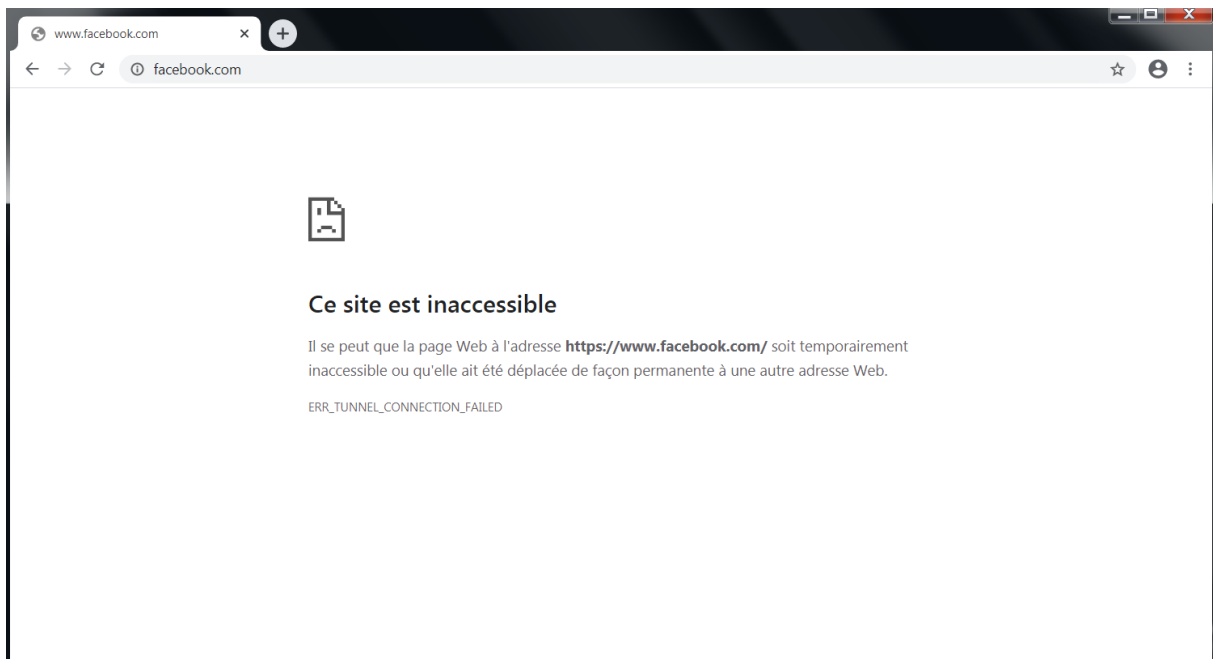 www.facebook.com
facebook.com
Ce site est inaccessible
Il se peut que la page Web à l'adresse https://www.facebook.com/ soit temporairement
inaccessible ou qu'elle ait été déplacée de façon permanente à une autre adresse Web.
ERR_TUNNEL_CONNECTION_FAILED